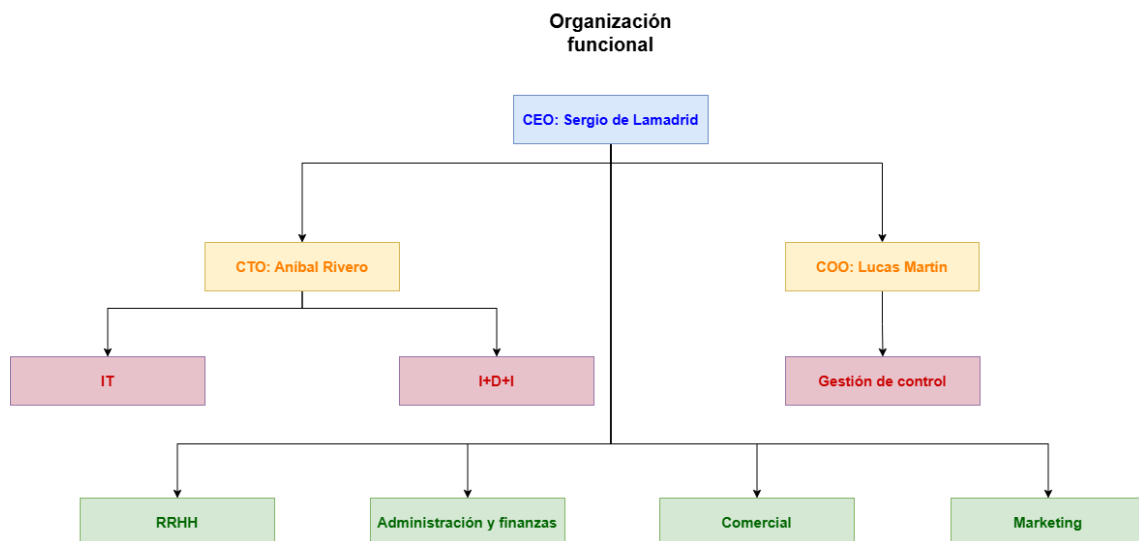 Organización
funcional
CEO: Sergio de Lamadrid
CTO: Aníbal Rivero
COO: Lucas Martín
IT
I+D+I
Gestión de control
RRHH
Administración y finanzas
Comercial
Marketing